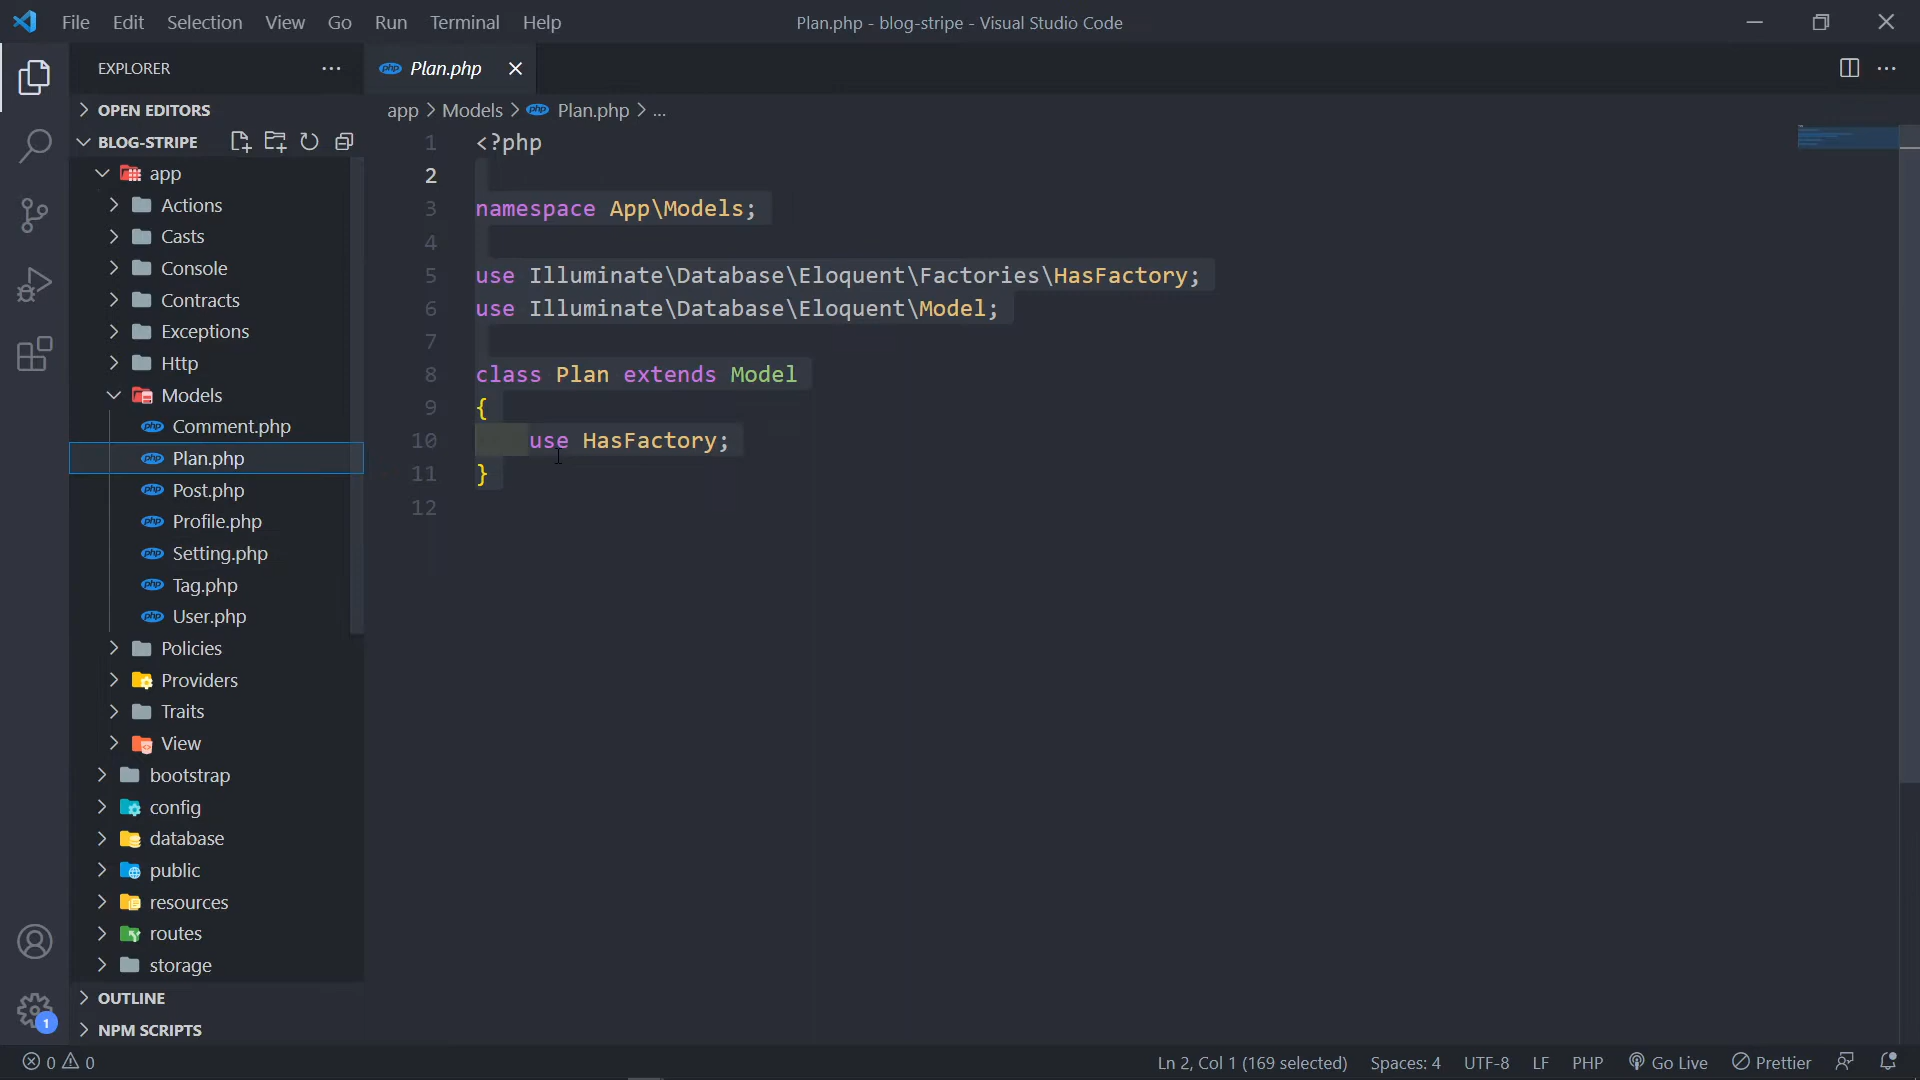 File Edit Selection View Go Run Terminal Help
Plan.php - blog-stripe - Visual Studio Code
EXPLORER
OPEN EDITORS
BLOG-STRIPE
app
Actions
Casts
Console
Contracts
Exceptions
Http
Models
Comment.php
Plan.php
Post.php
Profile.php
Setting.php
Tag.php
User.php
Policies
Providers
Traits
View
bootstrap
config
database
public
resources
routes
storage
OUTLINE
NPM SCRIPTS
1
php Plan.php
app > Models > php Plan.php > ...
1 <?php
2
3 namespace App\Models;
4
5 use Illuminate\Database\Eloquent\Factories\HasFactory;
6 use Illuminate\Database\Eloquent\Model;
7
8 class Plan extends Model
9 {
10 use HasFactory;
11 }
12
0 0
Ln 2, Col 1 (169 selected) Spaces: 4 UTF-8 LF PHP Go Live Prettier